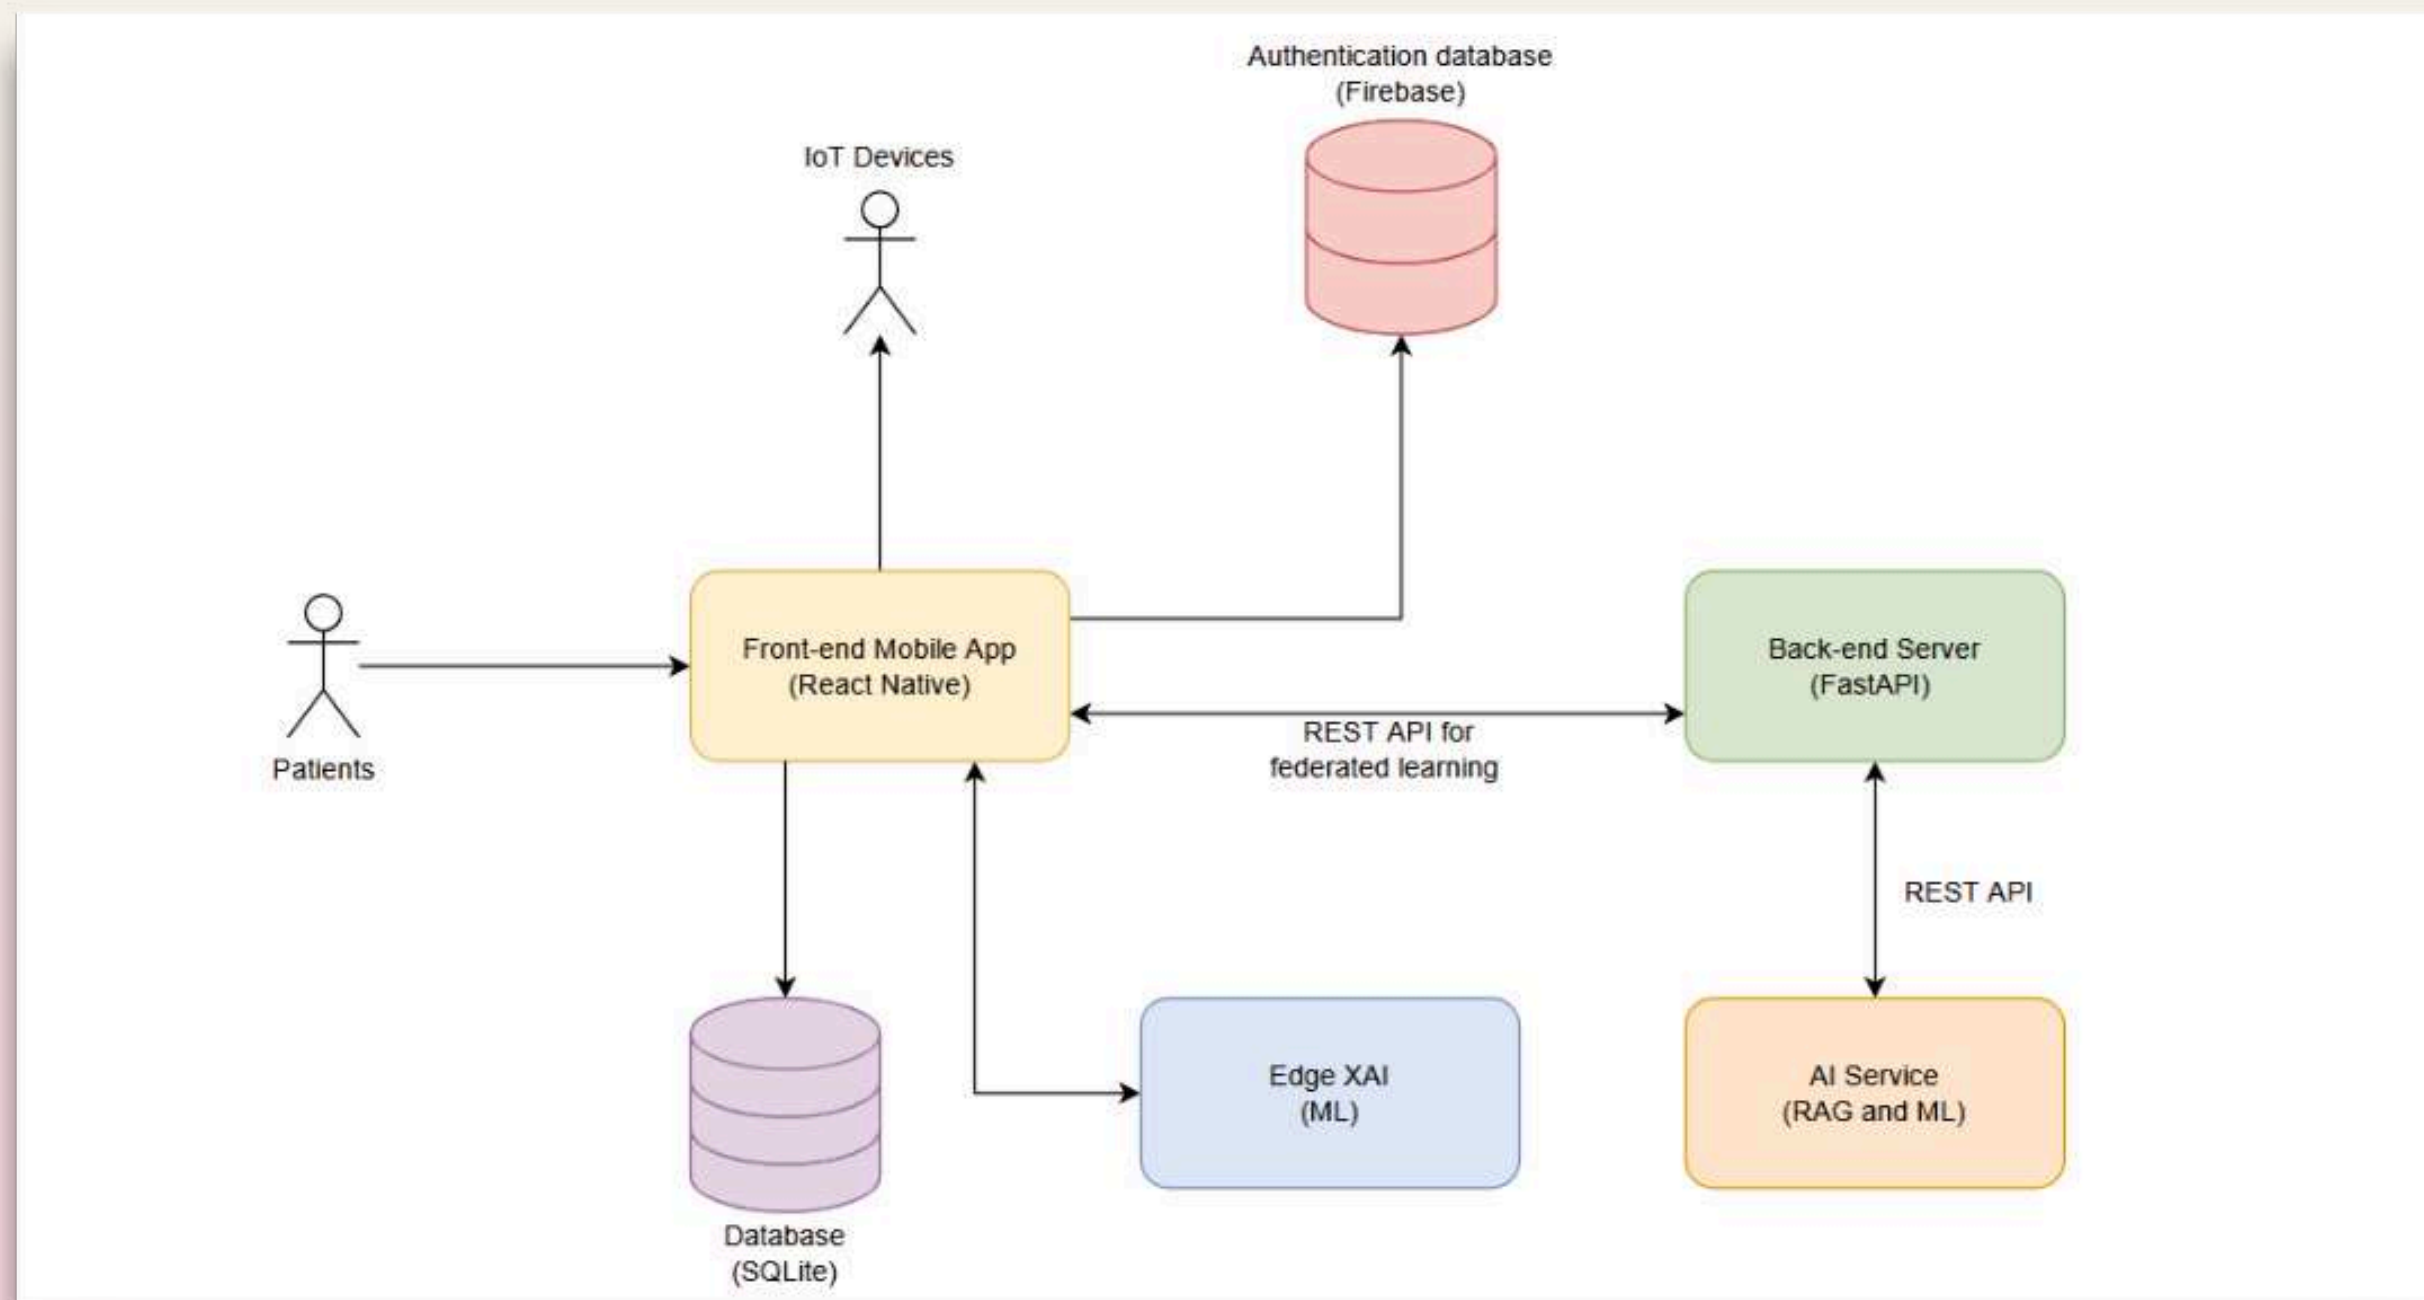 Authentication database
(Firebase)
IoT Devices
Front-end Mobile App
(React Native)
Back-end Server
(FastAPI)
REST API for
federated learning
Patients
REST API
Edge XAI
(ML)
AI Service
(RAG and ML)
Database
(SQLite)